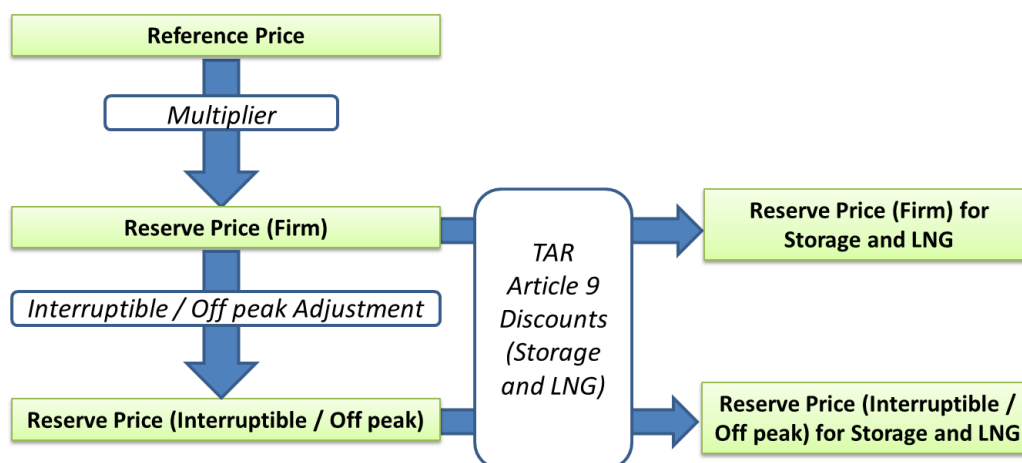 Reference Price
Multiplier
Reserve Price (Firm)
Interruptible / Off peak Adjustment
Reserve Price (Interruptible / Off peak)
TAR
Article 9
Discounts
(Storage
and LNG)
Reserve Price (Firm) for
Storage and LNG
Reserve Price (Interruptible /
Off peak) for Storage and LNG